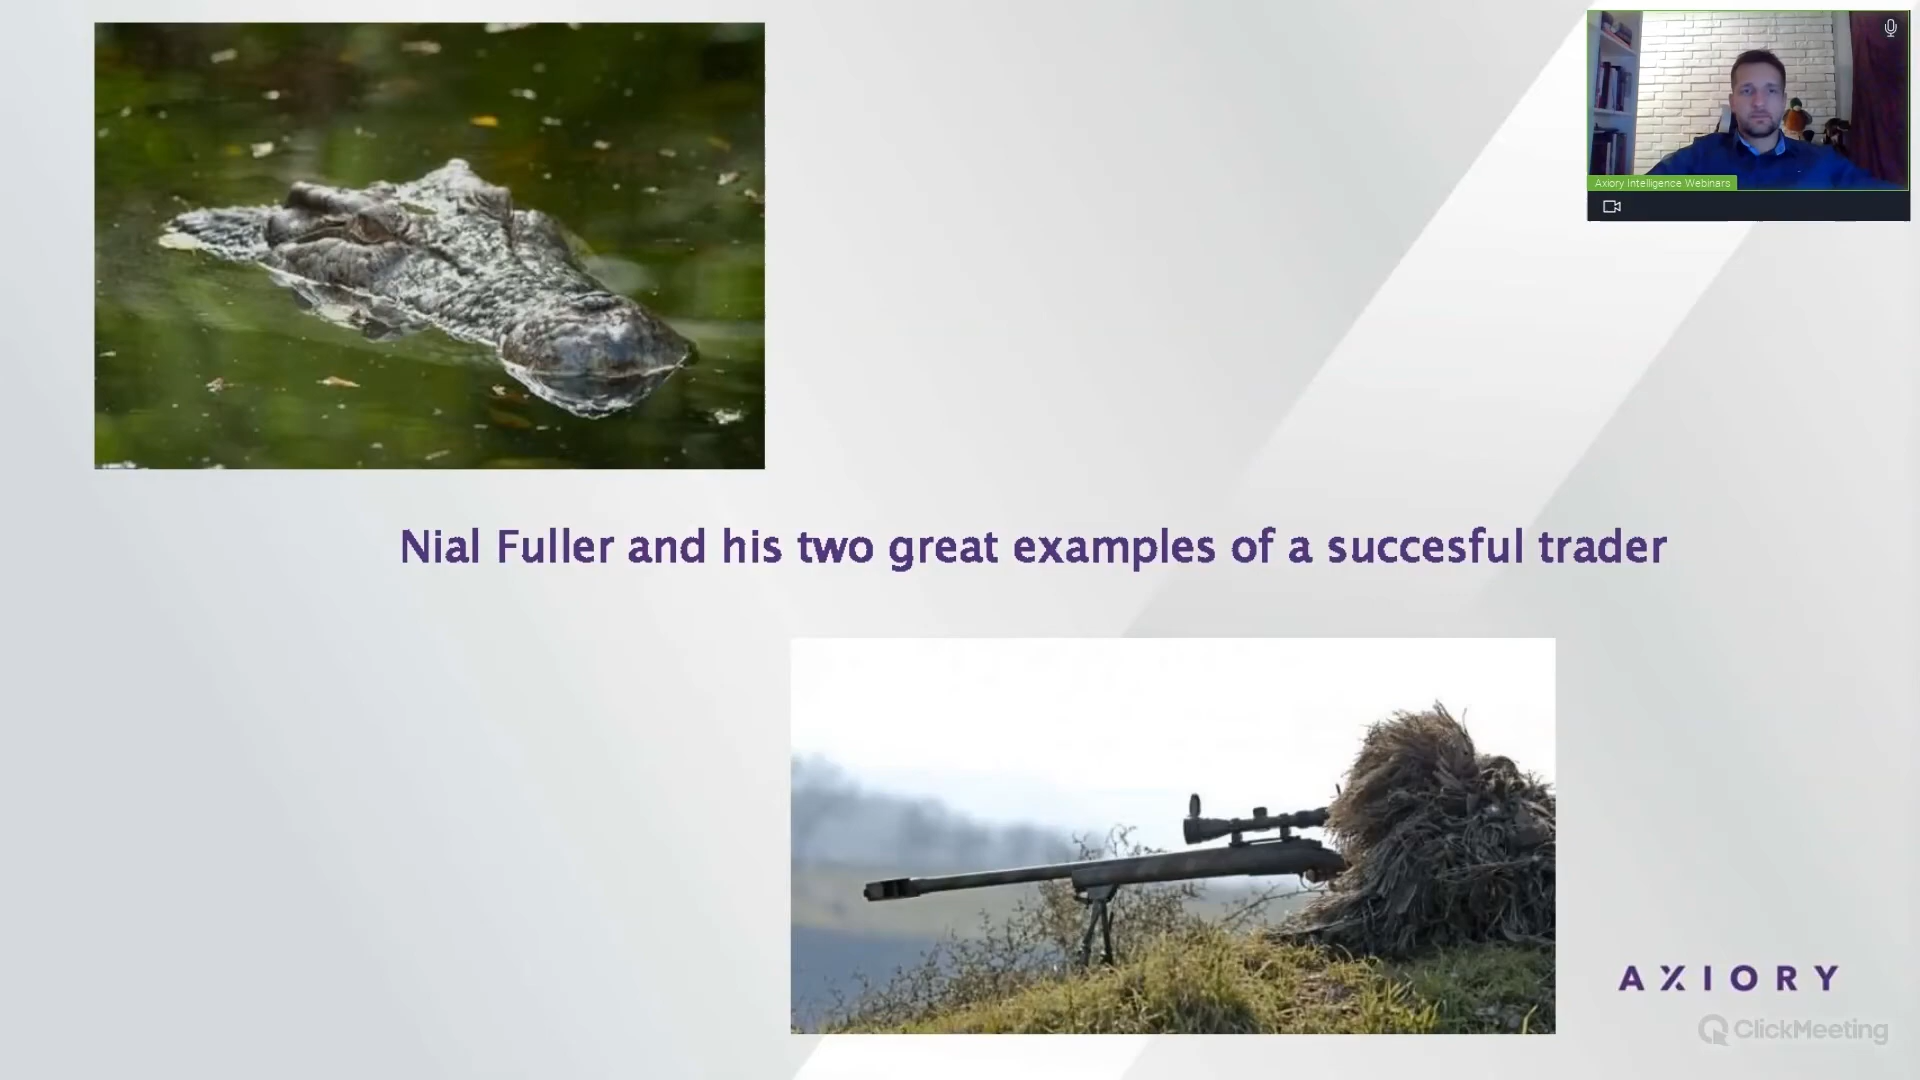 Axiory Intelligence Webinars
Nial Fuller and his two great examples of a succesful trader
AXIORY
ClickMeeting